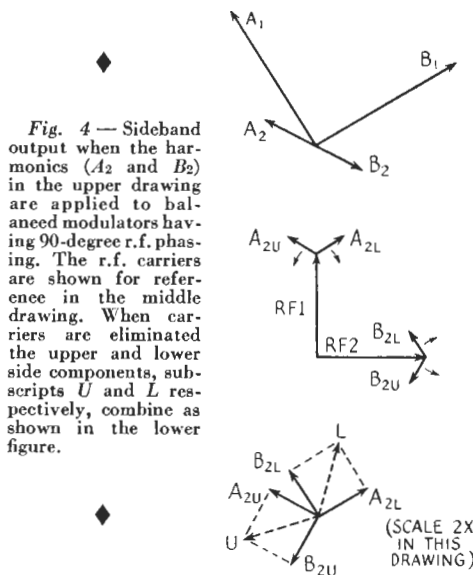 Fig. 4 — Sideband
output when the har-
monics (A2 and B2)
in the upper drawing
are applied to bal-
anced modulators hav-
ing 90-degree r.f. phas-
ing. The r.f. carriers
are shown for refer-
ence in the middle
drawing. When car-
riers are eliminated
the upper and lower
side components, sub-
scripts U and L res-
pectively, combine as
shown in the lower
figure.
A1
B1
A2
B2
A2U A2L
RF1
RF2
B2L
B2U
L
B2L
A2U
A2L
U
B2U
(SCALE 2X
IN THIS
DRAWING)